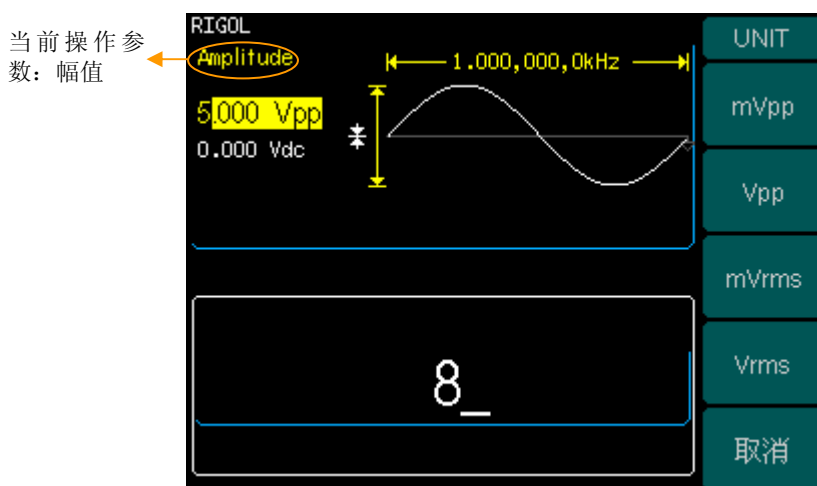 当前操作参
数：幅值
RIGOL
Amplitude
1.000,000,0kHz
5.000 Vpp
0.000 Vdc
8_
UNIT
mVpp
Vpp
mVrms
Vrms
取消